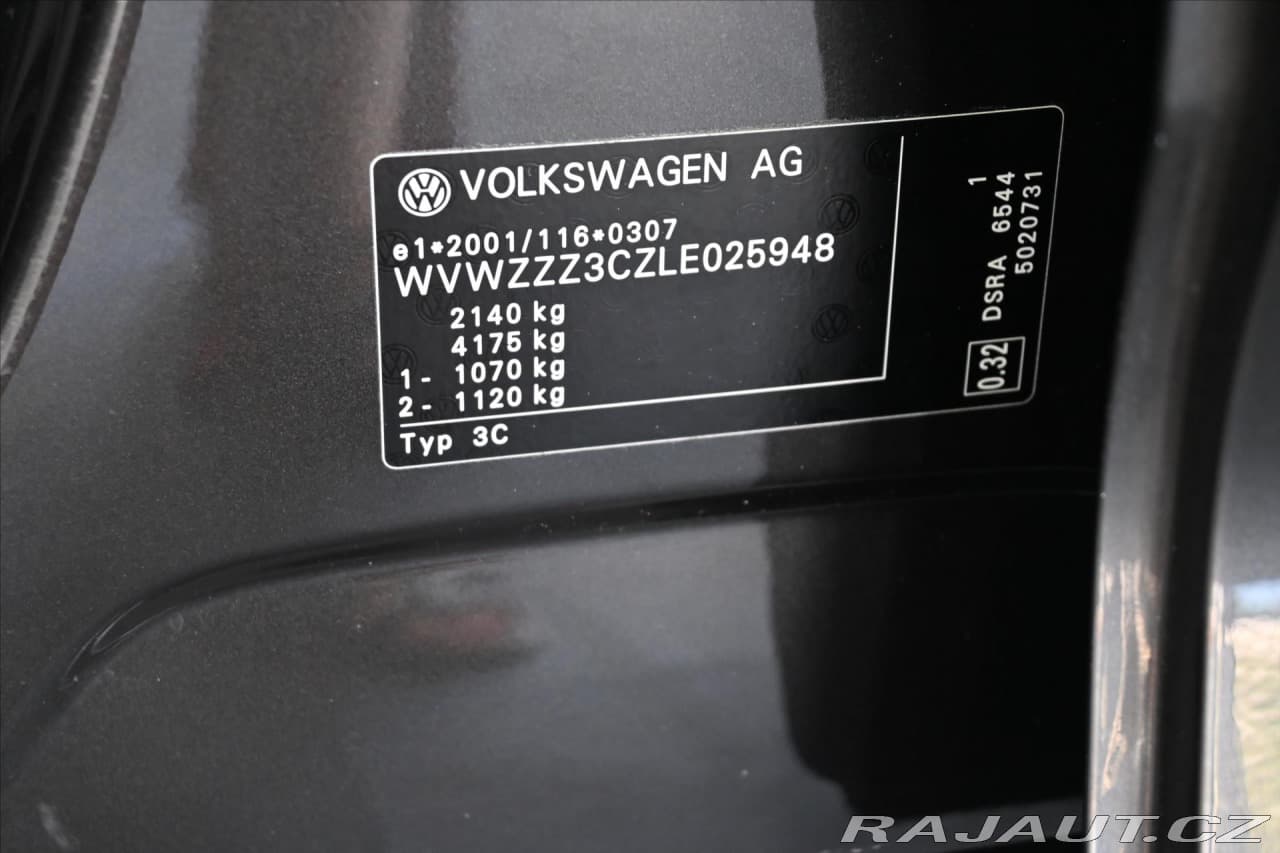 VOLKSWAGEN AG
e1*2001/116*0307
WVWZZZ3CZLE025948
2140 kg
4175 kg
1- 1070 kg
2- 1120 kg
Typ 3C
1
DSRA 6544
5020731
0.32
RAJAUT.CZ